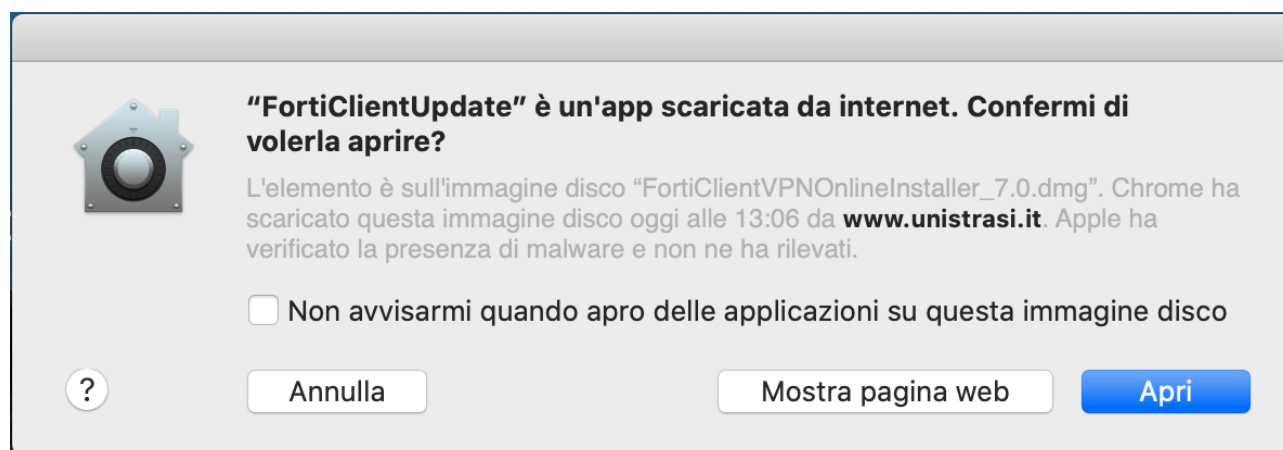 “FortiClientUpdate” è un'app scaricata da internet. Confermi di
volerla aprire?
L'elemento è sull'immagine disco “FortiClientVPNOnlineInstaller_7.0.dmg”. Chrome ha
scaricato questa immagine disco oggi alle 13:06 da www.unistrasi.it. Apple ha
verificato la presenza di malware e non ne ha rilevati.
Non avvisarmi quando apro delle applicazioni su questa immagine disco
? Annulla Mostra pagina web Apri